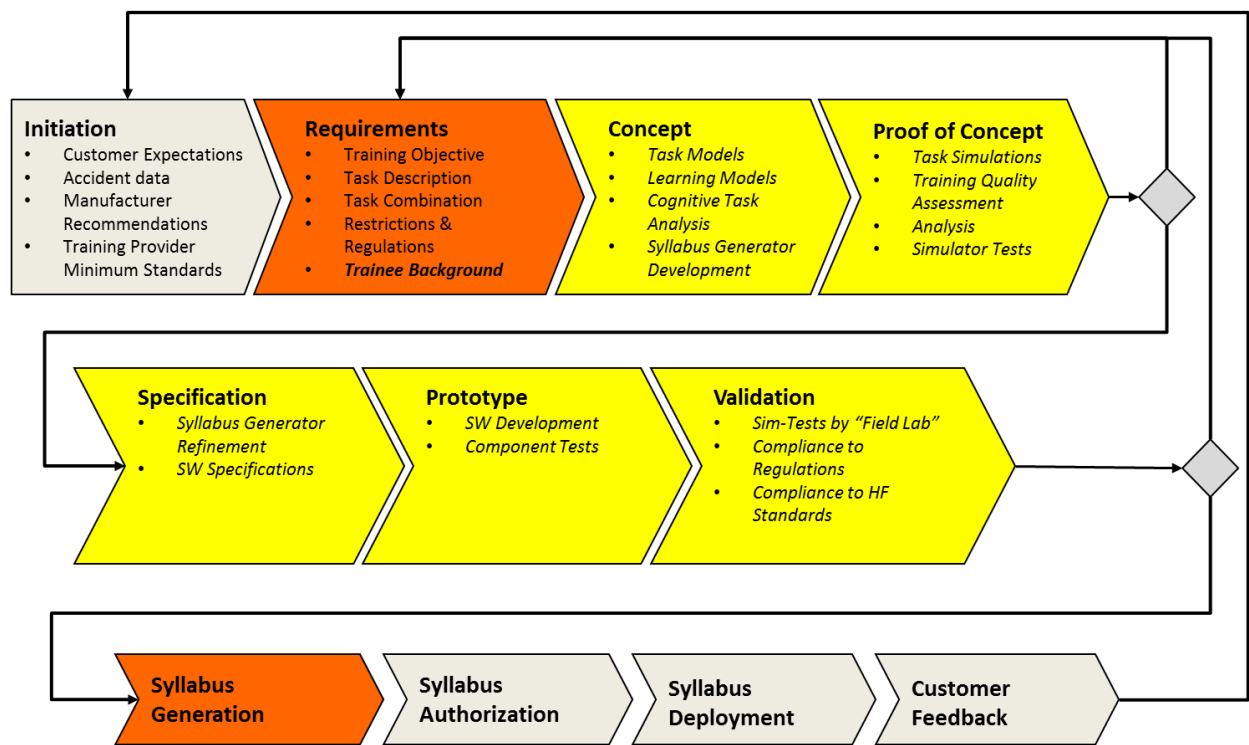 Initiation
• Customer Expectations
• Accident data
• Manufacturer
Recommendations
• Training Provider
Minimum Standards
Requirements
• Training Objective
• Task Description
• Task Combination
• Restrictions &
Regulations
• Trainee Background
Concept
• Task Models
• Learning Models
• Cognitive Task
Analysis
• Syllabus Generator
Development
Proof of Concept
• Task Simulations
• Training Quality
Assessment
• Analysis
• Simulator Tests
Specification
• Syllabus Generator
Refinement
• SW Specifications
Prototype
• SW Development
• Component Tests
Validation
• Sim-Tests by “Field Lab”
• Compliance to
Regulations
• Compliance to HF
Standards
Syllabus
Generation
Syllabus
Authorization
Syllabus
Deployment
Customer
Feedback